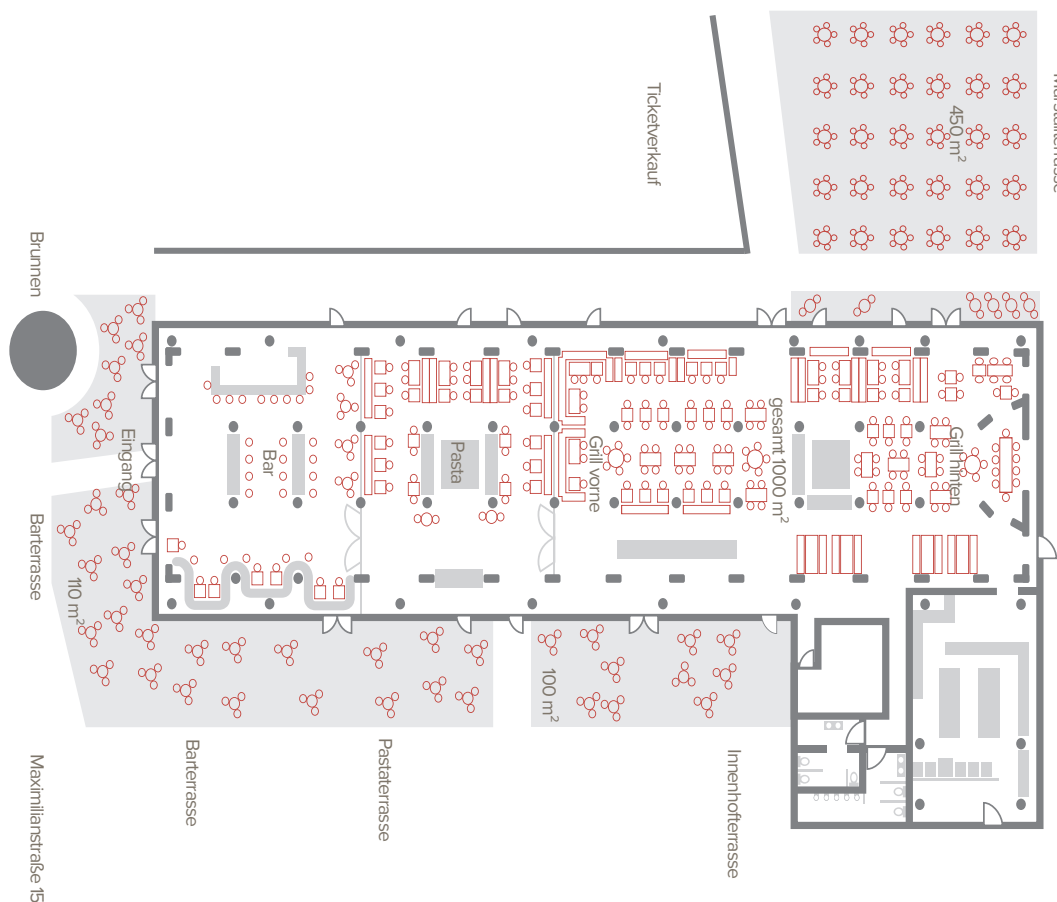 Marstallterrasse
450 m²
Grill hinten
gesamt 1000 m²
Innenhofterrasse
Ticketverkauf
Grill vorne
100 m²
Pasta
Pastaterrasse
Bar
Barterrasse
Eingang
110 m²
Brunnen
Barterrasse
Maximilianstraße 15